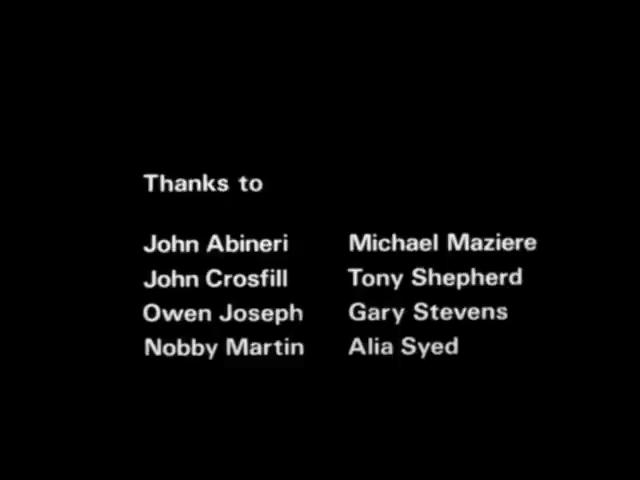 Thanks to
John Abineri Michael Maziere
John Crosfill Tony Shepherd
Owen Joseph Gary Stevens
Nobby Martin Alia Syed